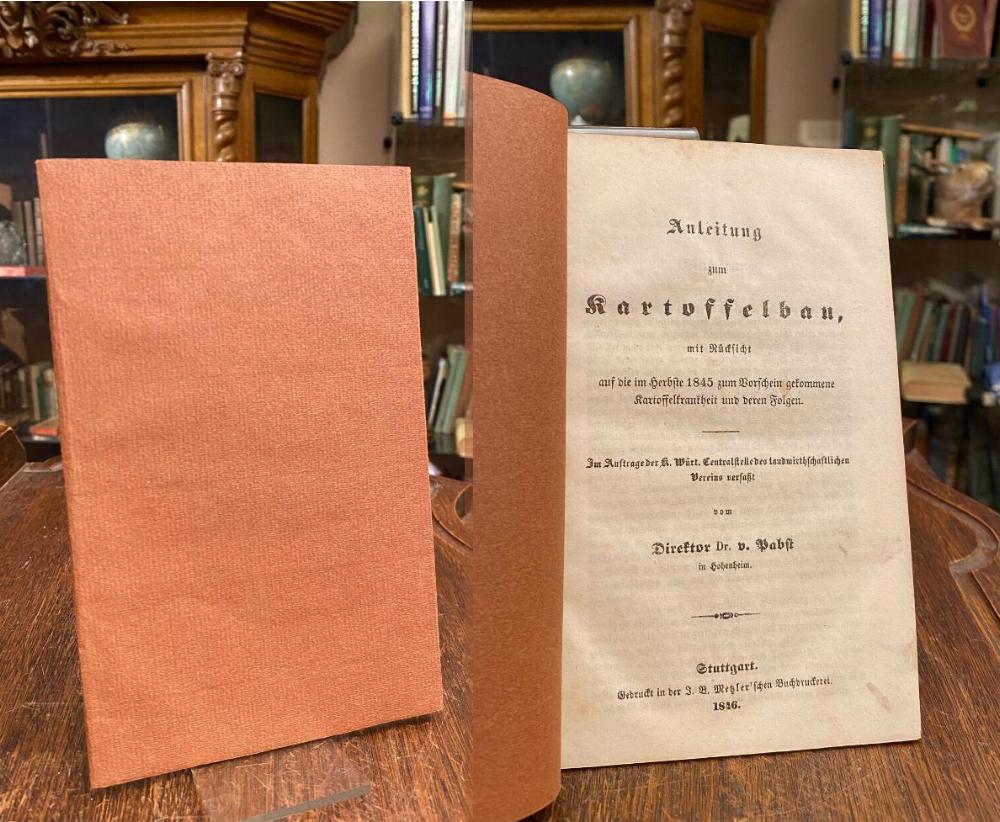 Anleitung
zum
Kartoffelbau,
mit Rücksicht
auf die im Herbste 1845 zum Vorschein gekommene
Kartoffelkrankheit und deren Folgen.
Im Auftrage der K. Würt. Centralstelle des landwirthschaftlichen
Vereins verfaßt
vom
Direktor Dr. v. Pabst
in Hohenheim.
Stuttgart.
Gedruckt in der J. B. Metzler'schen Buchdruckerei.
1846.